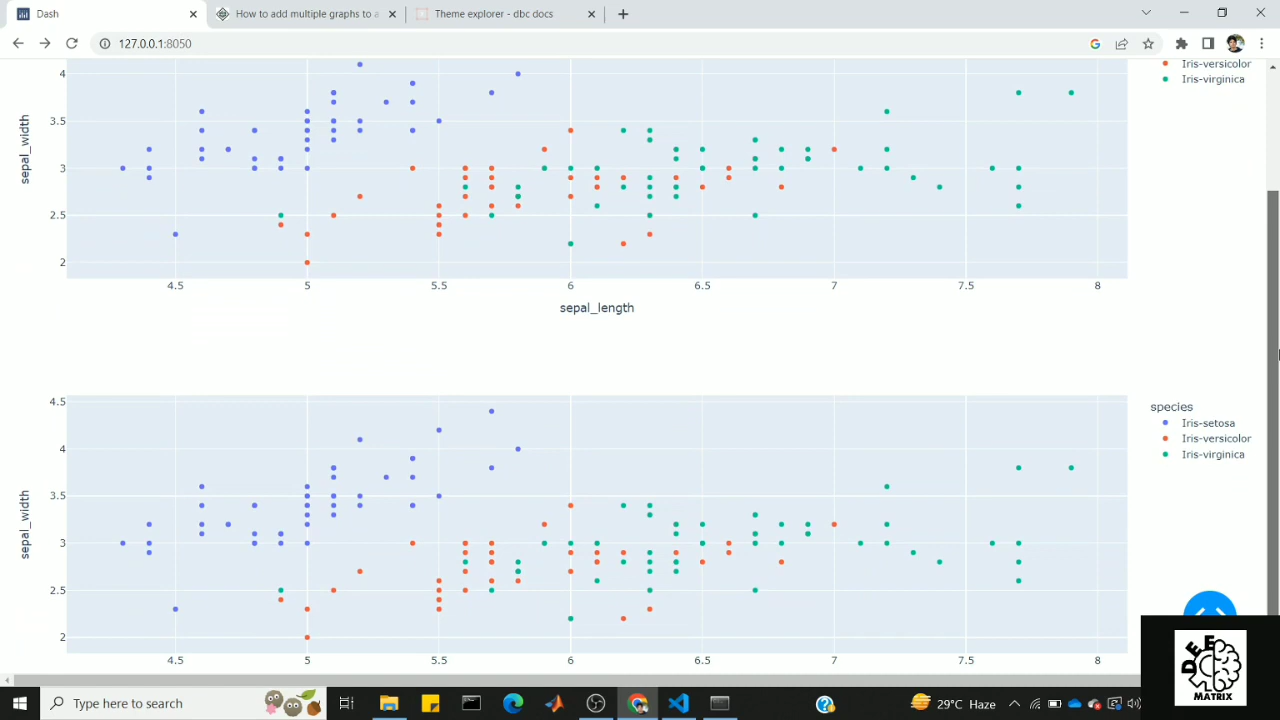 Dash
How to add multiple graphs to a
Theme explorer - dbc docs
127.0.0.1:8050
4
3.5
3
2.5
2
sepal_width
4.5 5 5.5 6 6.5 7 7.5 8
sepal_length
Iris-versicolor
Iris-virginica
4.5
4
3.5
3
2.5
2
sepal_width
4.5 5 5.5 6 6.5 7 7.5 8
species
Iris-setosa
Iris-versicolor
Iris-virginica
DEE
MATRIX
Type here to search
29°C Haze